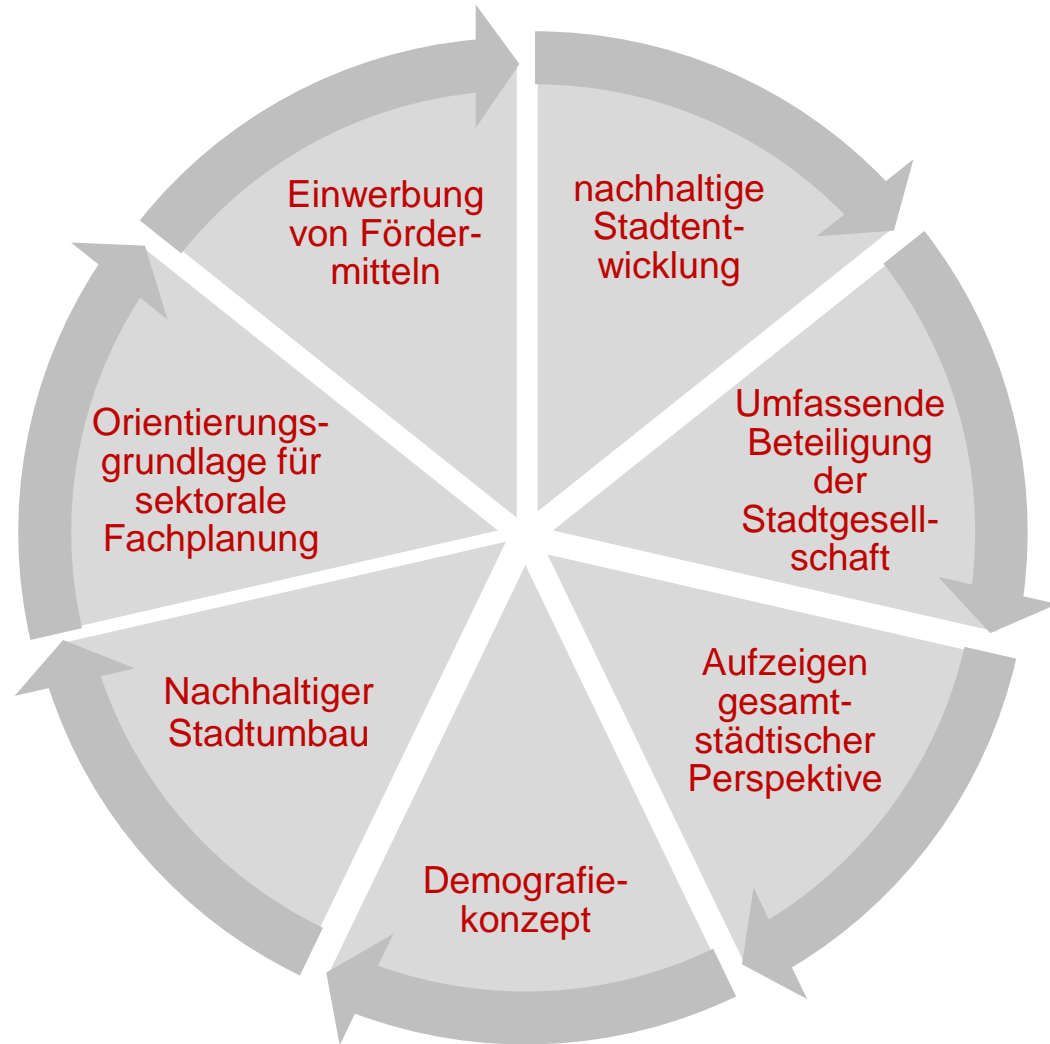 Einwerbung
von Förder-
mitteln
nachhaltige
Stadtent-
wicklung
Umfassende
Beteiligung
der
Stadtgesell-
schaft
Aufzeigen
gesamt-
städtischer
Perspektive
Demografie-
konzept
Nachhaltiger
Stadtumbau
Orientierungs-
grundlage für
sektorale
Fachplanung